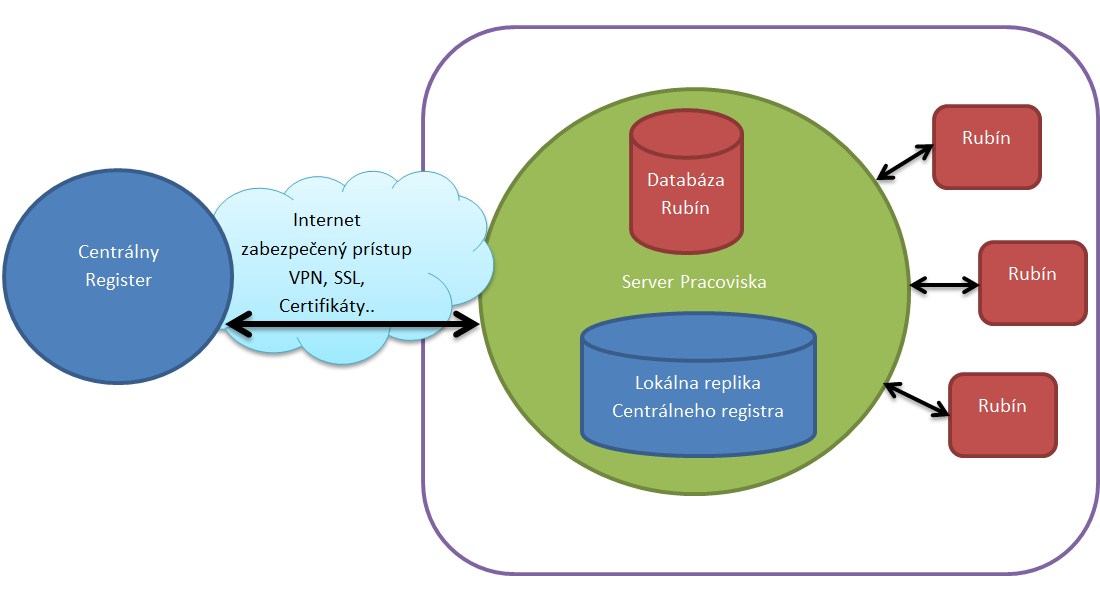 Centrálny
Register
Internet
zabezpečený prístup
VPN, SSL,
Certifikáty..
Databáza
Rubín
Server Pracoviska
Lokálna replika
Centrálneho registra
Rubín
Rubín
Rubín